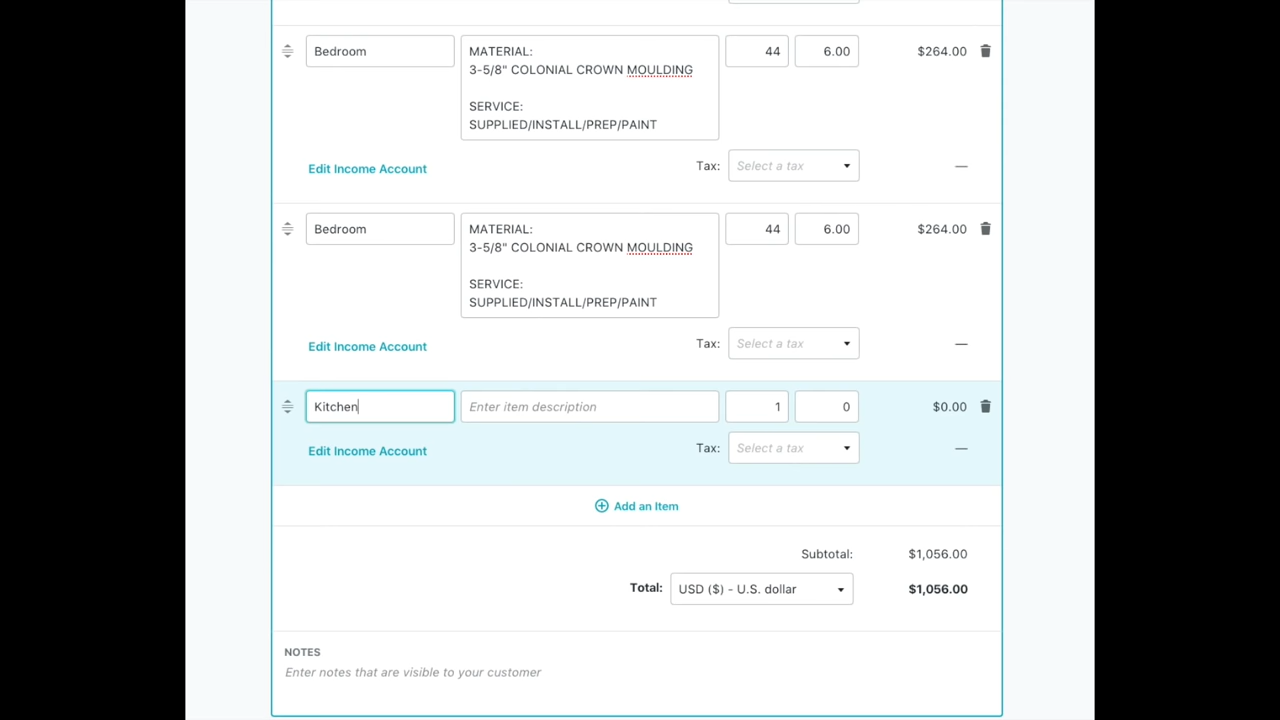 Bedroom
MATERIAL:
3-5/8" COLONIAL CROWN MOULDING
SERVICE:
SUPPLIED/INSTALL/PREP/PAINT
44
6.00
$264.00
Edit Income Account
Tax:
Select a tax
—
Bedroom
MATERIAL:
3-5/8" COLONIAL CROWN MOULDING
SERVICE:
SUPPLIED/INSTALL/PREP/PAINT
44
6.00
$264.00
Edit Income Account
Tax:
Select a tax
—
Kitchen
Enter item description
1
0
$0.00
Edit Income Account
Tax:
Select a tax
—
Add an Item
Subtotal:
$1,056.00
Total:
USD ($) - U.S. dollar
$1,056.00
NOTES
Enter notes that are visible to your customer